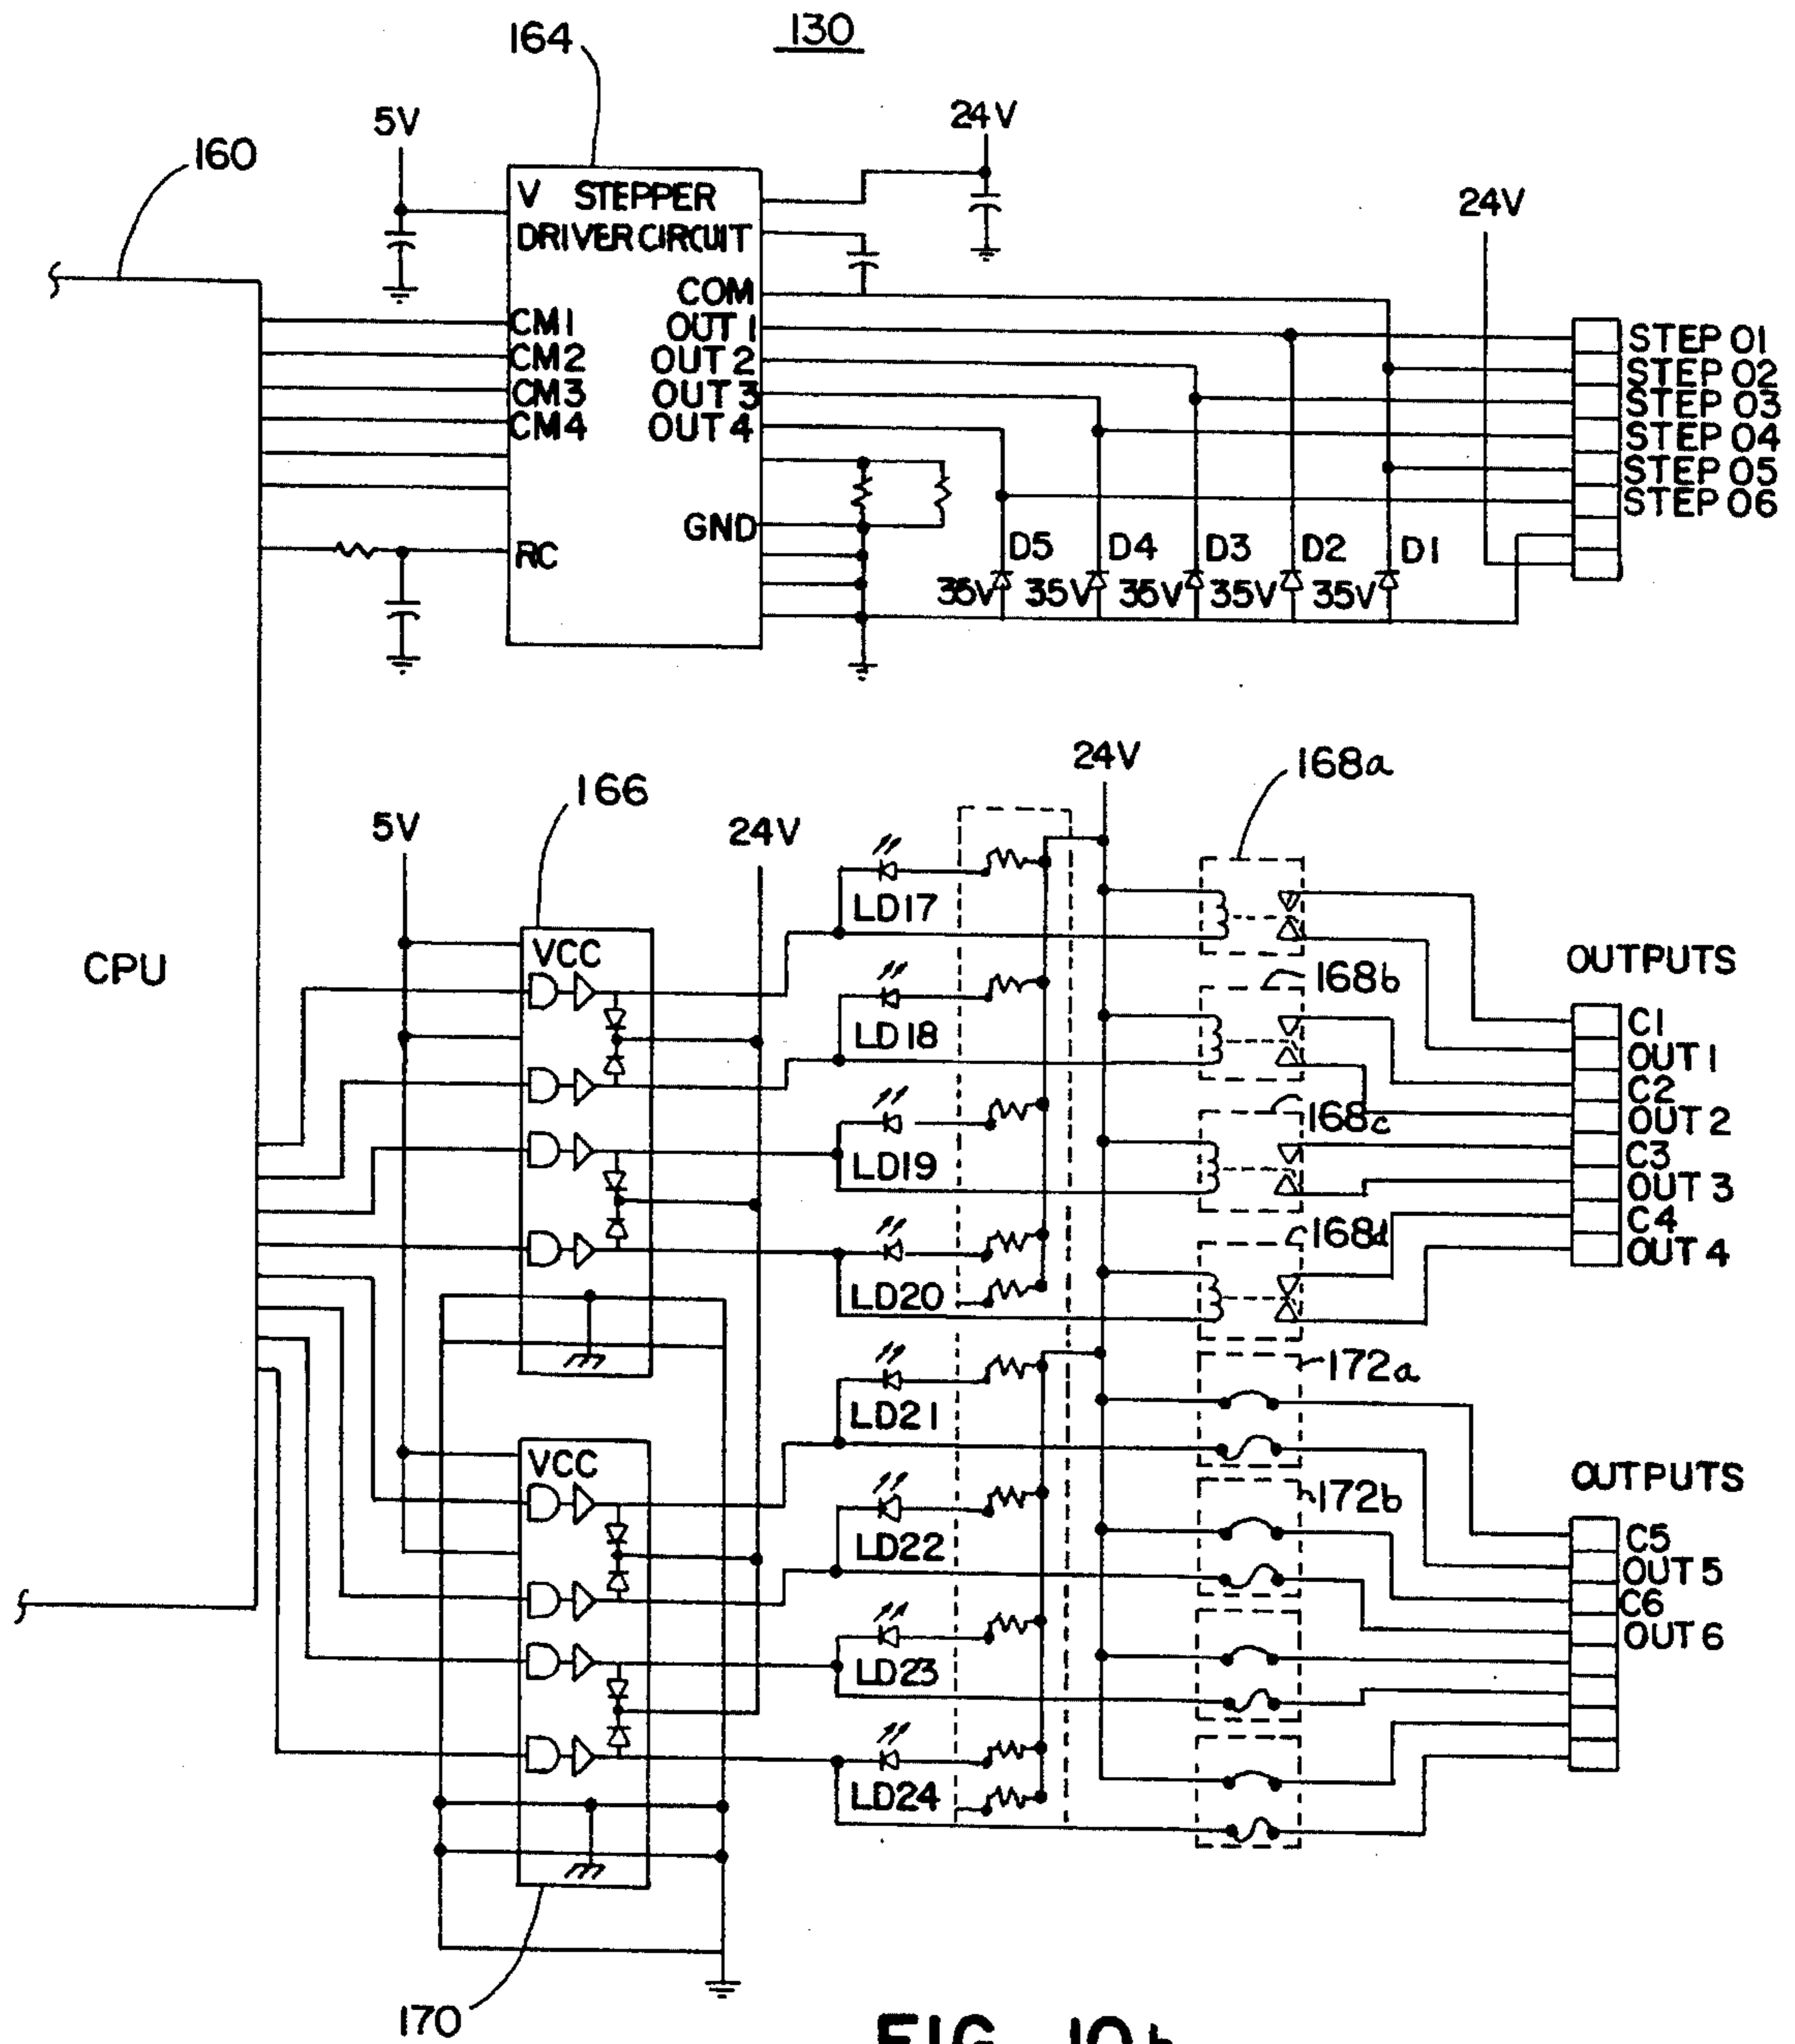 130
164
5V
24V
160
V STEPPER
DRIVER CIRCUIT
24V
COM
CM1 OUT 1
CM2 OUT 2
CM3 OUT 3
CM4 OUT 4
GND
RC
STEP 01
STEP 02
STEP 03
STEP 04
STEP 05
STEP 06
D5 D4 D3 D2 D1
35V 35V 35V 35V 35V
24V
168a
166
5V
24V
LD17
CPU
VCC
OUTPUTS
168b
LD18
C1
OUT 1
C2
OUT 2
168c
LD19
C3
OUT 3
C4
168d
OUT 4
LD20
172a
LD21
VCC
172b
OUTPUTS
LD22
C5
OUT 5
C6
OUT 6
LD23
LD24
170